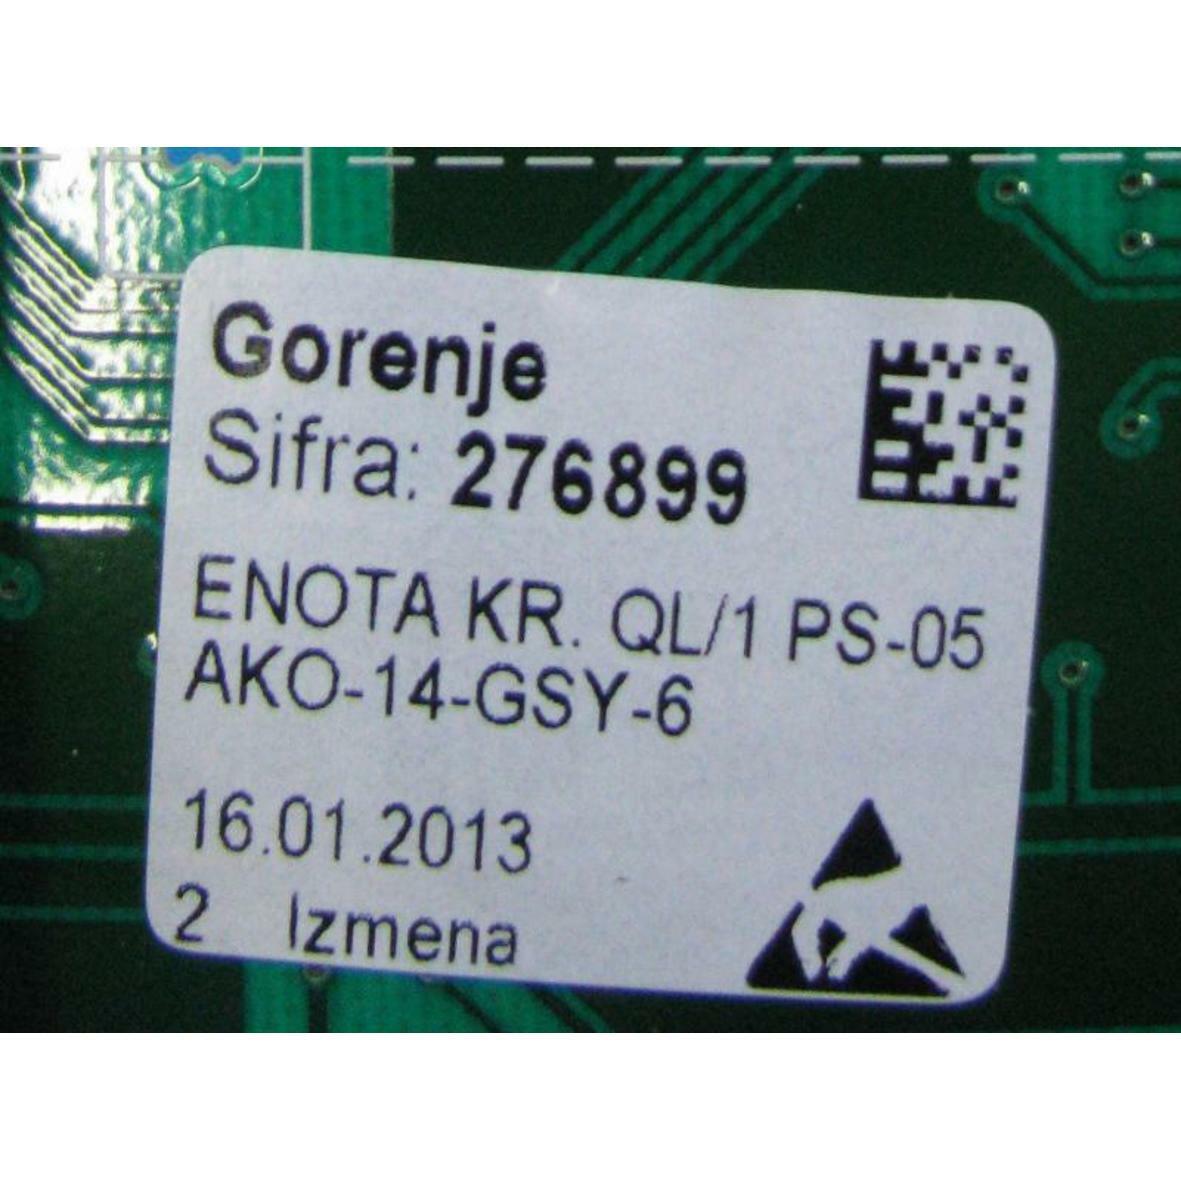 Gorenje
Sifra: 276899
ENOTA KR. QL/1 PS-05
AKO-14-GSY-6
16.01.2013
2 Izmena